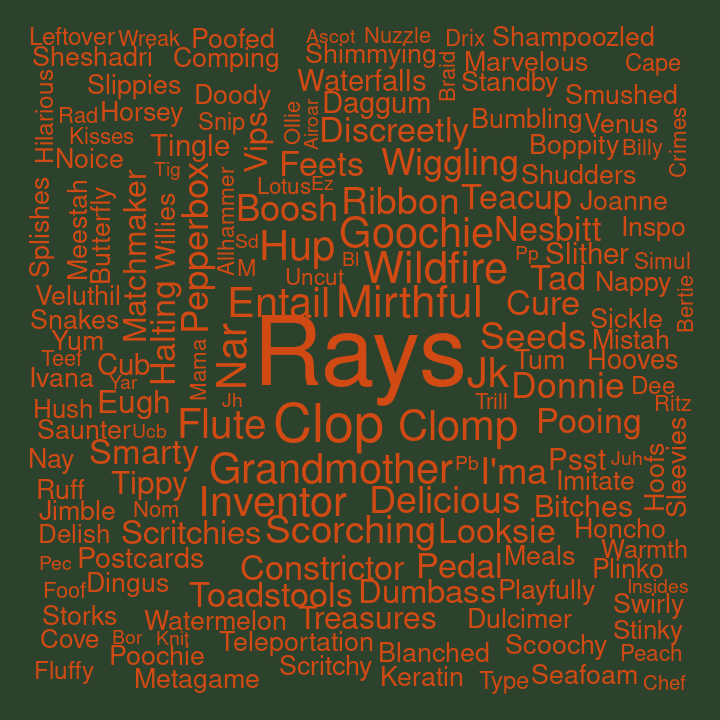 Leftover
Wreak
Poofed
Ascot
Nuzzle
Drix
Shampoozled
Sheshadri
Comping
Shimmying
Braid
Marvelous
Cape
Hilarious
Slippies
Doody
Waterfalls
Standby
Smushed
Rad
Horsey
Snip
Vips
Ollie
Airoar
Daggum
Discreetly
Bumbling
Venus
Crimes
Kisses
Noice
Tingle
Tig
Feets
Wiggling
Boppity
Billy
Splishes
Meestah
Butterfly
Matchmaker
Willies
Pepperbox
Allhammer
Lotus
Ez
Boosh
Ribbon
Teacup
Shudders
Joanne
Sd
Hup
Goochie
Nesbitt
Inspo
M
Uncut
Bl
Wildfire
Pp
Slither
Simul
Veluthil
Halting
Entail
Mirthful
Tad
Nappy
Bertie
Snakes
Yum
Nar
Rays
Cure
Sickle
Seeds
Mistah
Teef
Cub
Mama
Jk
Tum
Hooves
Ivana
Yar
Donnie
Dee
Hush
Eugh
Jh
Trill
Ritz
Saunter
Ucb
Flute
Clop
Clomp
Pooing
Nay
Smarty
Grandmother
Pb
I'ma
Psst
Juh
Hoofs
Sleevies
Ruff
Tippy
Imitate
Jimble
Nom
Inventor
Delicious
Bitches
Delish
Scritchies
Scorching
Looksie
Honcho
Pec
Postcards
Constrictor
Pedal
Meals
Warmth
Plinko
Foof
Dingus
Toadstools
Dumbass
Playfully
Insides
Swirly
Storks
Watermelon
Treasures
Dulcimer
Stinky
Cove
Bor
Knit
Teleportation
Blanched
Scoochy
Peach
Poochie
Fluffy
Metagame
Scritchy
Keratin
Type
Seafoam
Chef